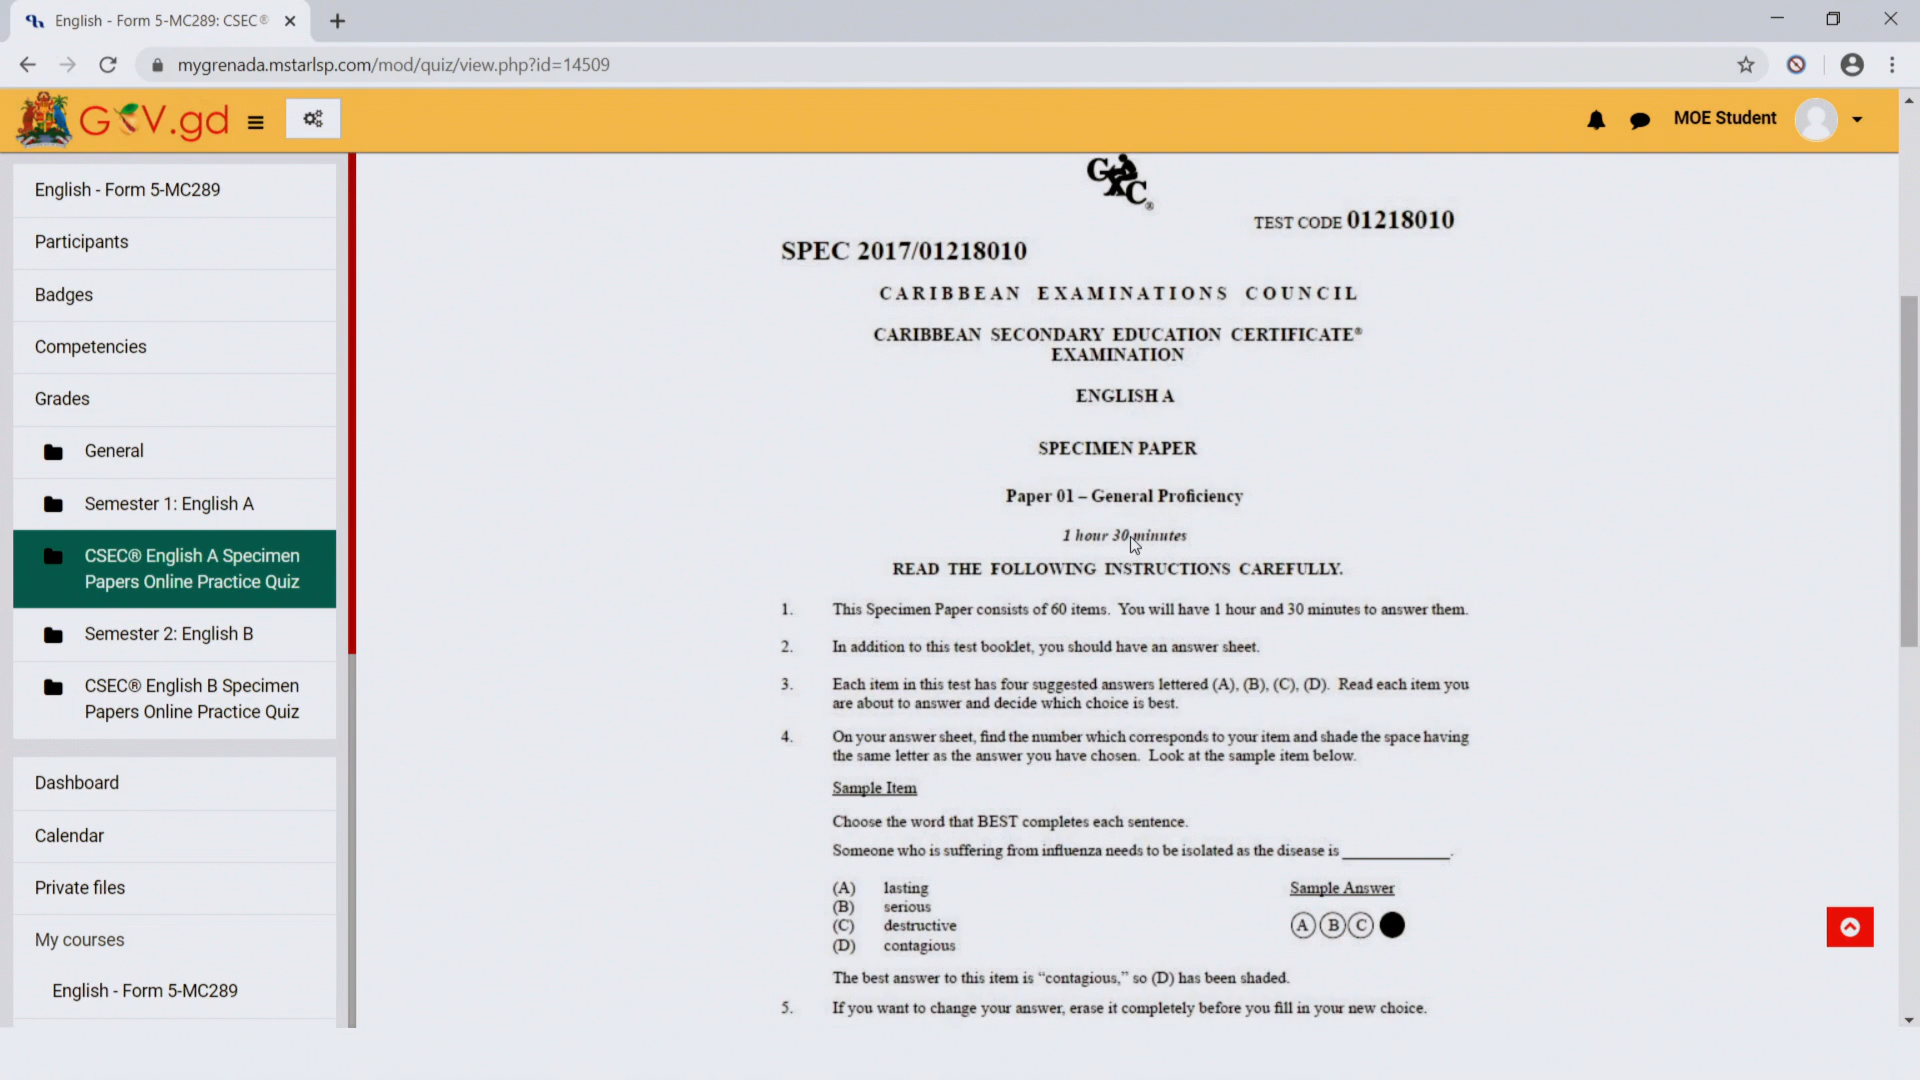 English - Form 5-MC289: CSEC®
mygrenada.mstarlsp.com/mod/quiz/view.php?id=14509
GOV.gd
MOE Student
English - Form 5-MC289
Participants
Badges
Competencies
Grades
General
Semester 1: English A
CSEC® English A Specimen
Papers Online Practice Quiz
Semester 2: English B
CSEC® English B Specimen
Papers Online Practice Quiz
Dashboard
Calendar
Private files
My courses
English - Form 5-MC289
CXC®
TEST CODE 01218010
SPEC 2017/01218010
CARIBBEAN EXAMINATIONS COUNCIL
CARIBBEAN SECONDARY EDUCATION CERTIFICATE®
EXAMINATION
ENGLISH A
SPECIMEN PAPER
Paper 01 – General Proficiency
1 hour 30 minutes
READ THE FOLLOWING INSTRUCTIONS CAREFULLY.
1. This Specimen Paper consists of 60 items. You will have 1 hour and 30 minutes to answer them.
2. In addition to this test booklet, you should have an answer sheet.
3. Each item in this test has four suggested answers lettered (A), (B), (C), (D). Read each item you
are about to answer and decide which choice is best.
4. On your answer sheet, find the number which corresponds to your item and shade the space having
the same letter as the answer you have chosen. Look at the sample item below.
Sample Item
Choose the word that BEST completes each sentence.
Someone who is suffering from influenza needs to be isolated as the disease is ____________.
(A) lasting
(B) serious
(C) destructive
(D) contagious
Sample Answer
A B C
The best answer to this item is “contagious,” so (D) has been shaded.
5. If you want to change your answer, erase it completely before you fill in your new choice.